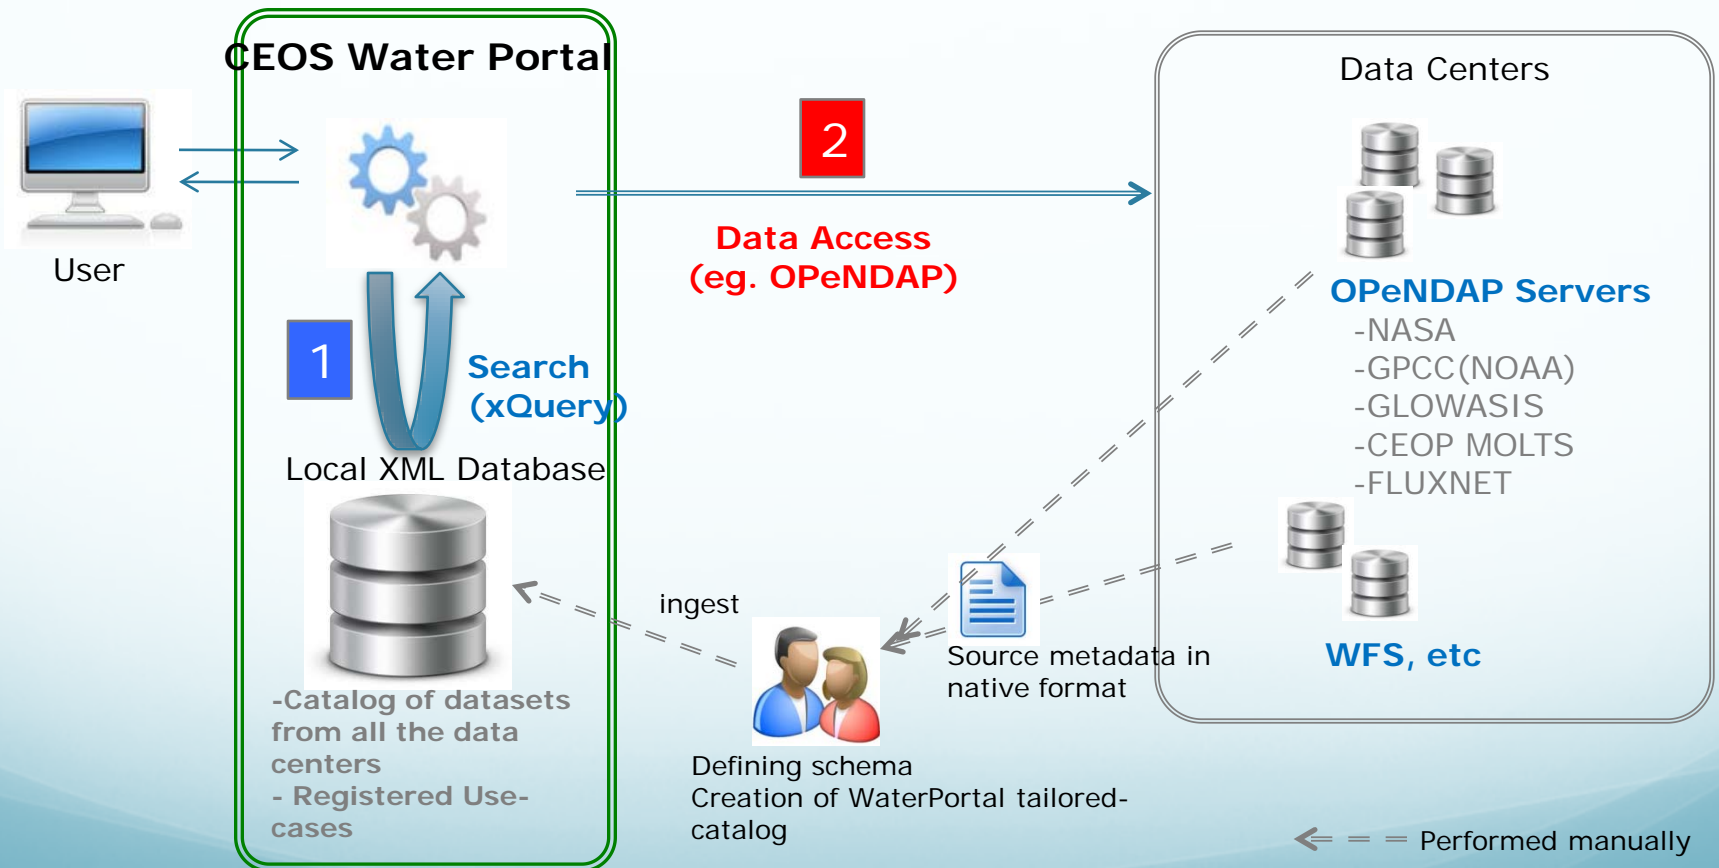 CEOS Water Portal
User
1
Search
(xQuery)
Local XML Database
-Catalog of datasets
from all the data
centers
- Registered Use-
cases
2
Data Access
(eg. OPeNDAP)
ingest
Defining schema
Creation of WaterPortal tailored-
catalog
Source metadata in
native format
Data Centers
OPeNDAP Servers
-NASA
-GPCC(NOAA)
-GLOWASIS
-CEOP MOLTS
-FLUXNET
WFS, etc
Performed manually